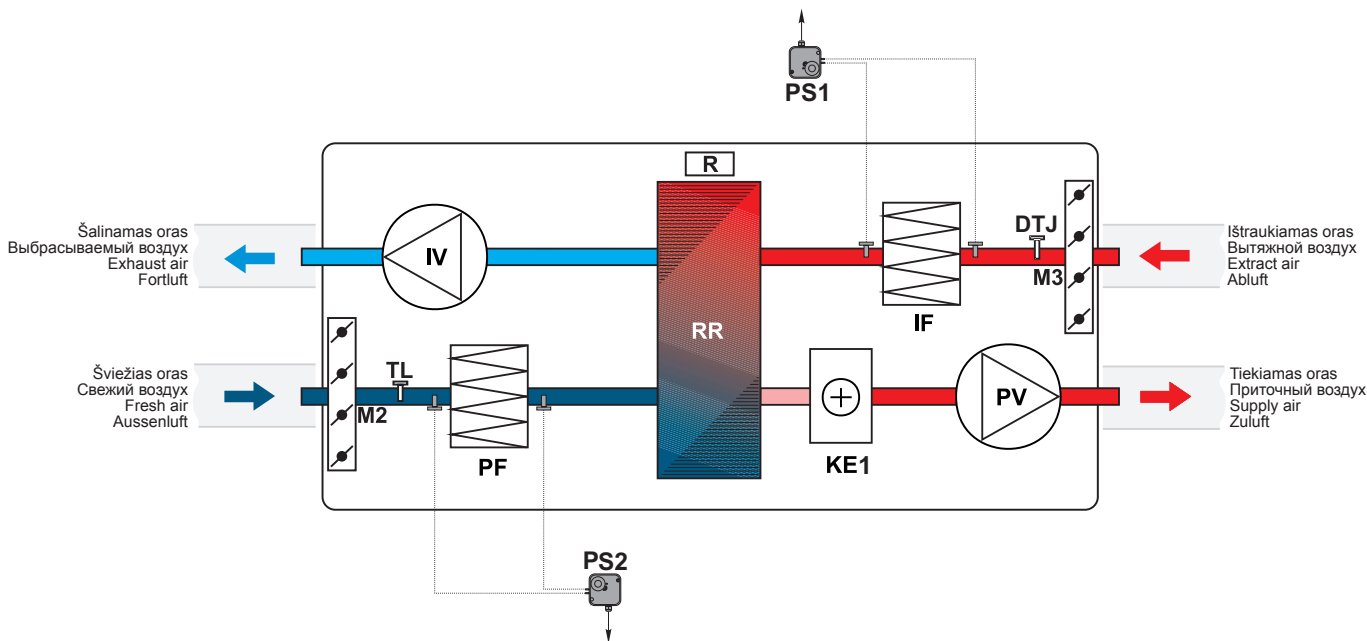 PS1
R
Šalinamas oras
Выбрасываемый воздух
Exhaust air
Fortluft
IV
DTJ
M3
IF
Ištraukiamas oras
Вытяжной воздух
Extract air
Abluft
RR
Šviežias oras
Свежий воздух
Fresh air
Aussenluft
TL
M2
PF
KE1
PV
Tiekiamas oras
Приточный воздух
Supply air
Zuluft
PS2